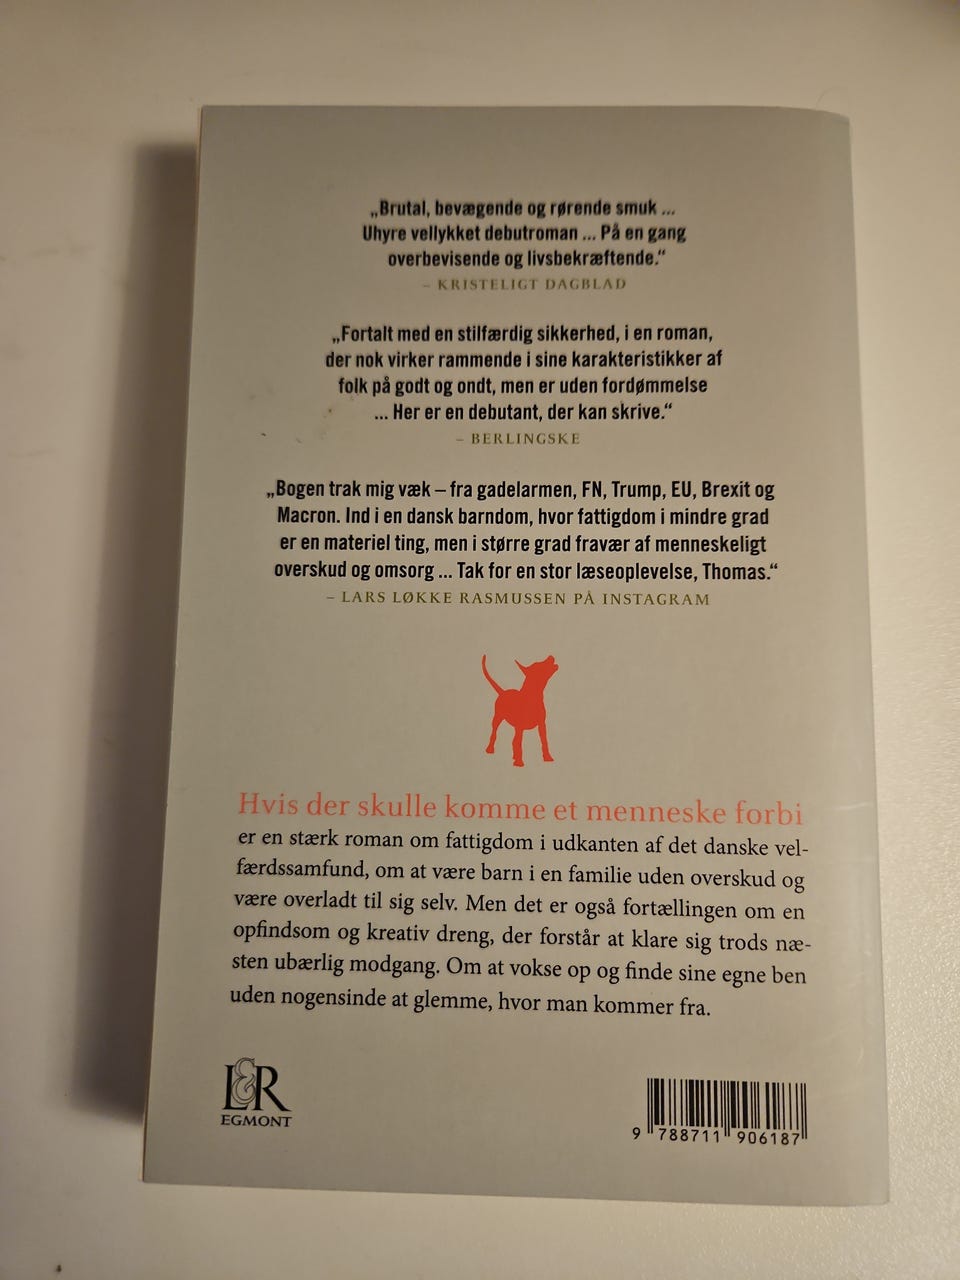 „Brutal, bevægende og rørende smuk ...
Uhyre vellykket debutroman ... På en gang
overbevisende og livsbekræftende.“
– KRISTELIGT DAGBLAD
„Fortalt med en stilfærdig sikkerhed, i en roman,
der nok virker rammende i sine karakteristikker af
folk på godt og ondt, men er uden fordømmelse
... Her er en debutant, der kan skrive.“
– BERLINGSKE
„Bogen trak mig væk – fra gadelarmen, FN, Trump, EU, Brexit og
Macron. Ind i en dansk barndom, hvor fattigdom i mindre grad
er en materiel ting, men i større grad fravær af menneskeligt
overskud og omsorg ... Tak for en stor læseoplevelse, Thomas.“
– LARS LØKKE RASMUSSEN PÅ INSTAGRAM
Hvis der skulle komme et menneske forbi
er en stærk roman om fattigdom i udkanten af det danske vel-
færdssamfund, om at være barn i en familie uden overskud og
være overladt til sig selv. Men det er også fortællingen om en
opfindsom og kreativ dreng, der forstår at klare sig trods næ-
sten ubærlig modgang. Om at vokse op og finde sine egne ben
uden nogensinde at glemme, hvor man kommer fra.
L&R
EGMONT
9 788711 906187